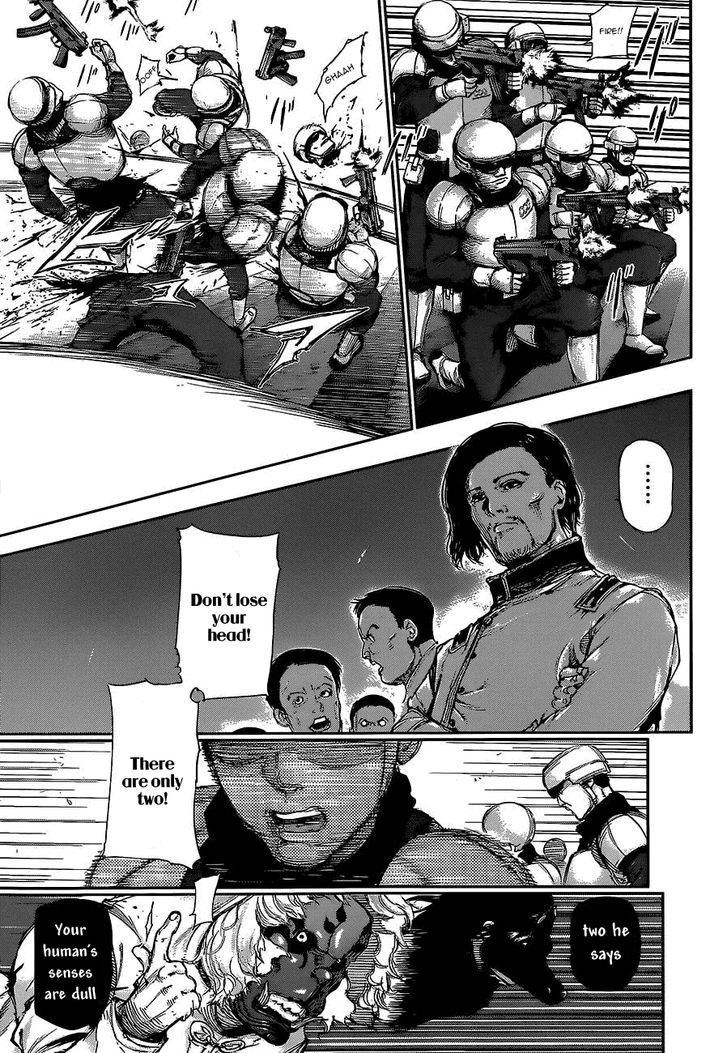 FIRE!!
OOF!
GHAAH
......
Don't lose
your
head!
There
are only
two!
two he
says
Your
human's
senses
are dull